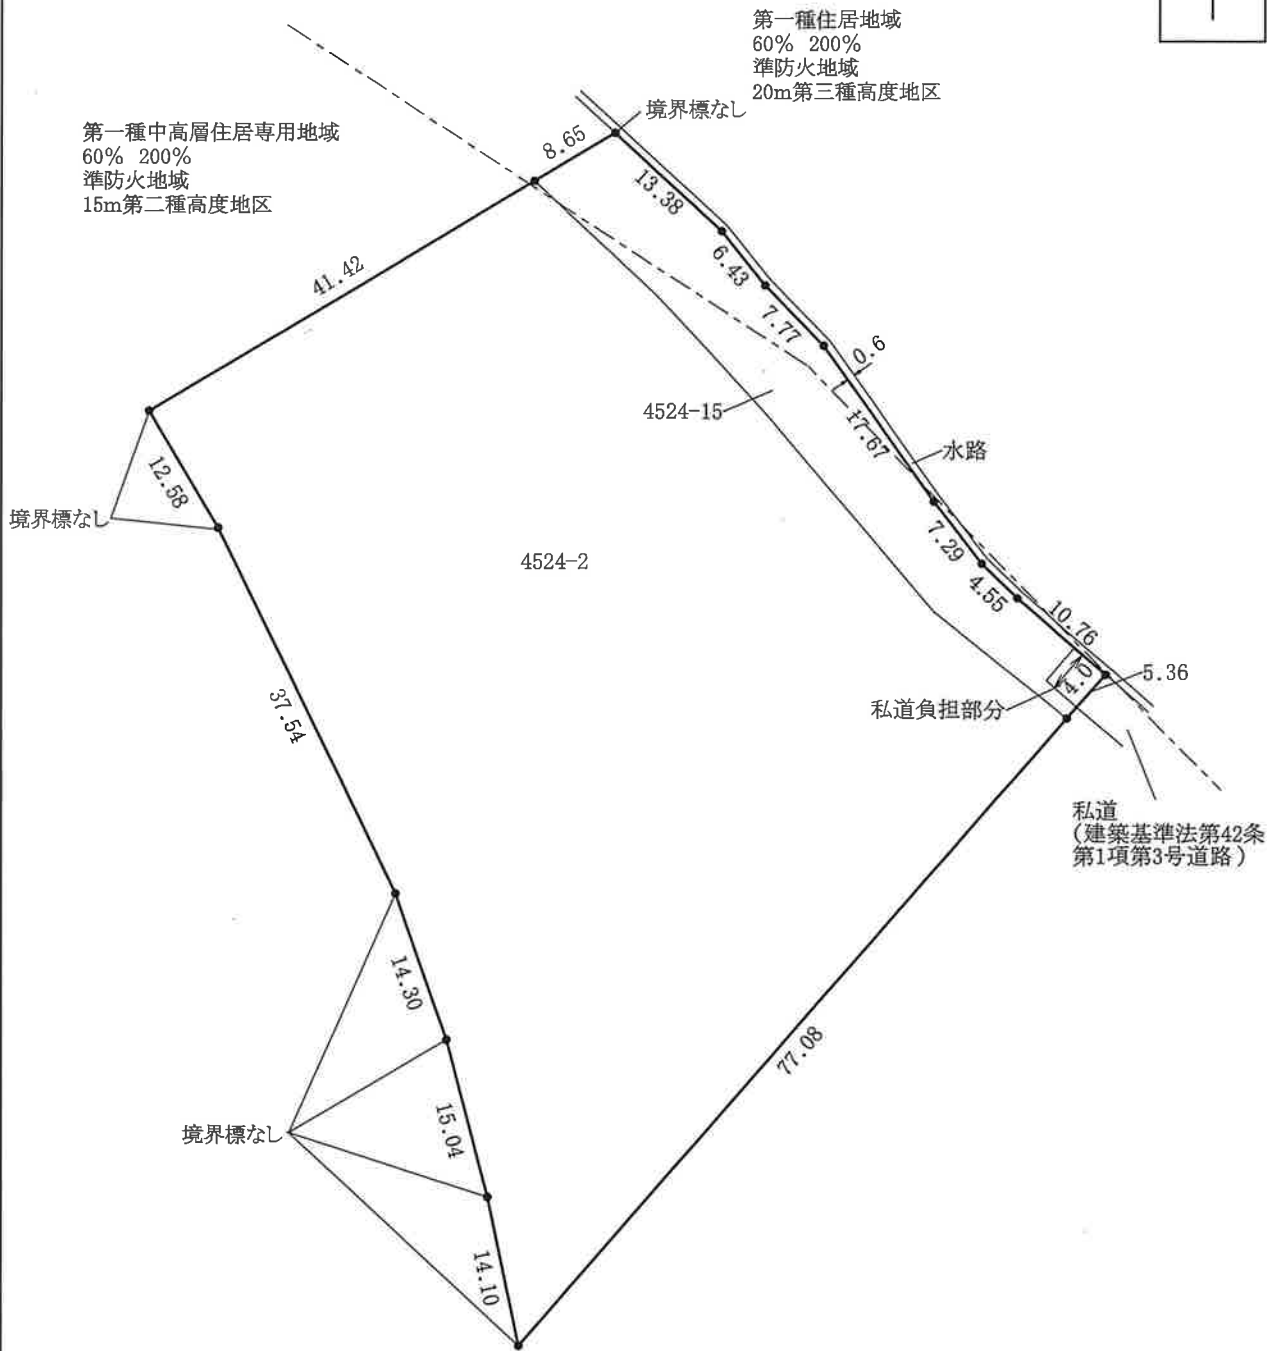 第一種住居地域
60% 200%
準防火地域
20m第三種高度地区
境界標なし
第一種中高層住居専用地域
60% 200%
準防火地域
15m第二種高度地区
8.65
13.38
6.43
7.77
0.6
41.42
4524-15
17.67
水路
12.58
境界標なし
4524-2
7.29
4.55
10.76
4.0
5.36
私道負担部分
37.54
私道
(建築基準法第42条
第1項第3号道路)
14.30
77.08
15.04
境界標なし
14.10